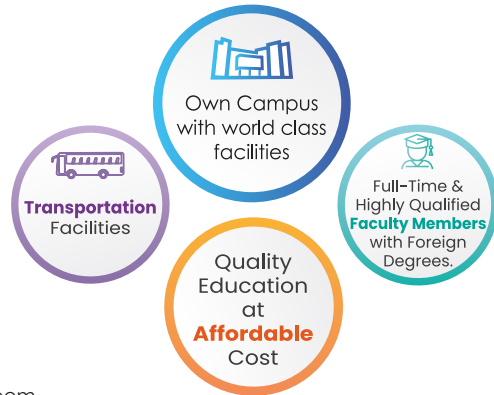 Own Campus
with world class
facilities
Transportation
Facilities
Full-Time &
Highly Qualified
Faculty Members
with Foreign
Degrees.
Quality
Education
at
Affordable
Cost